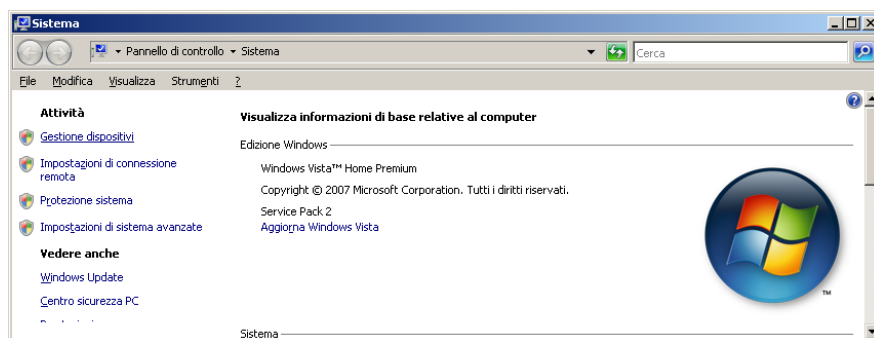 Sistema
Pannello di controllo Sistema
Cerca
File Modifica Visualizza Strumenti ?
Attività
Gestione dispositivi
Impostazioni di connessione
remota
Protezione sistema
Impostazioni di sistema avanzate
Vedere anche
Windows Update
Centro sicurezza PC
Visualizza informazioni di base relative al computer
Edizione Windows
Windows Vista™ Home Premium
Copyright © 2007 Microsoft Corporation. Tutti i diritti riservati.
Service Pack 2
Aggiorna Windows Vista
TM
Sistema